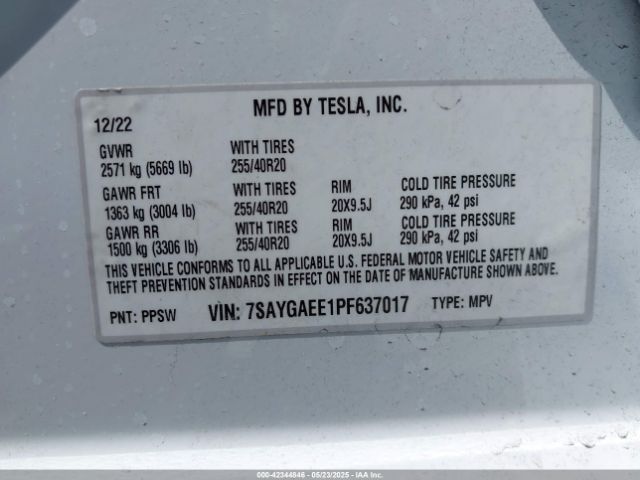 MFD BY TESLA, INC.
12/22
GVWR WITH TIRES
2571 kg (5669 lb) 255/40R20
GAWR FRT WITH TIRES RIM COLD TIRE PRESSURE
1363 kg (3004 lb) 255/40R20 20X9.5J 290 kPa, 42 psi
GAWR RR WITH TIRES RIM COLD TIRE PRESSURE
1500 kg (3306 lb) 255/40R20 20X9.5J 290 kPa, 42 psi
THIS VEHICLE CONFORMS TO ALL APPLICABLE U.S. FEDERAL MOTOR VEHICLE SAFETY AND
THEFT PREVENTION STANDARDS IN EFFECT ON THE DATE OF MANUFACTURE SHOWN ABOVE.
PNT: PPSW VIN: 7SAYGAEE1PF637017 TYPE: MPV
000-42344846 - 05/23/2025 - IAAI.COM